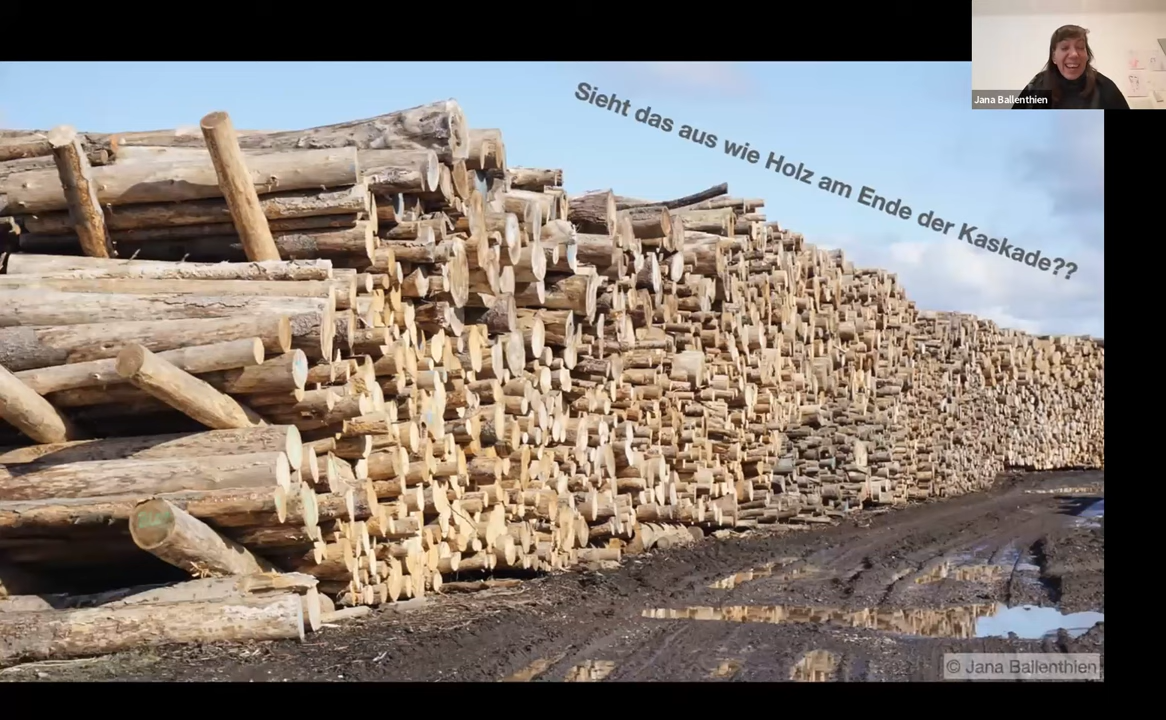 Jana Ballenthien
Sieht das aus wie Holz am Ende der Kaskade??
© Jana Ballenthien